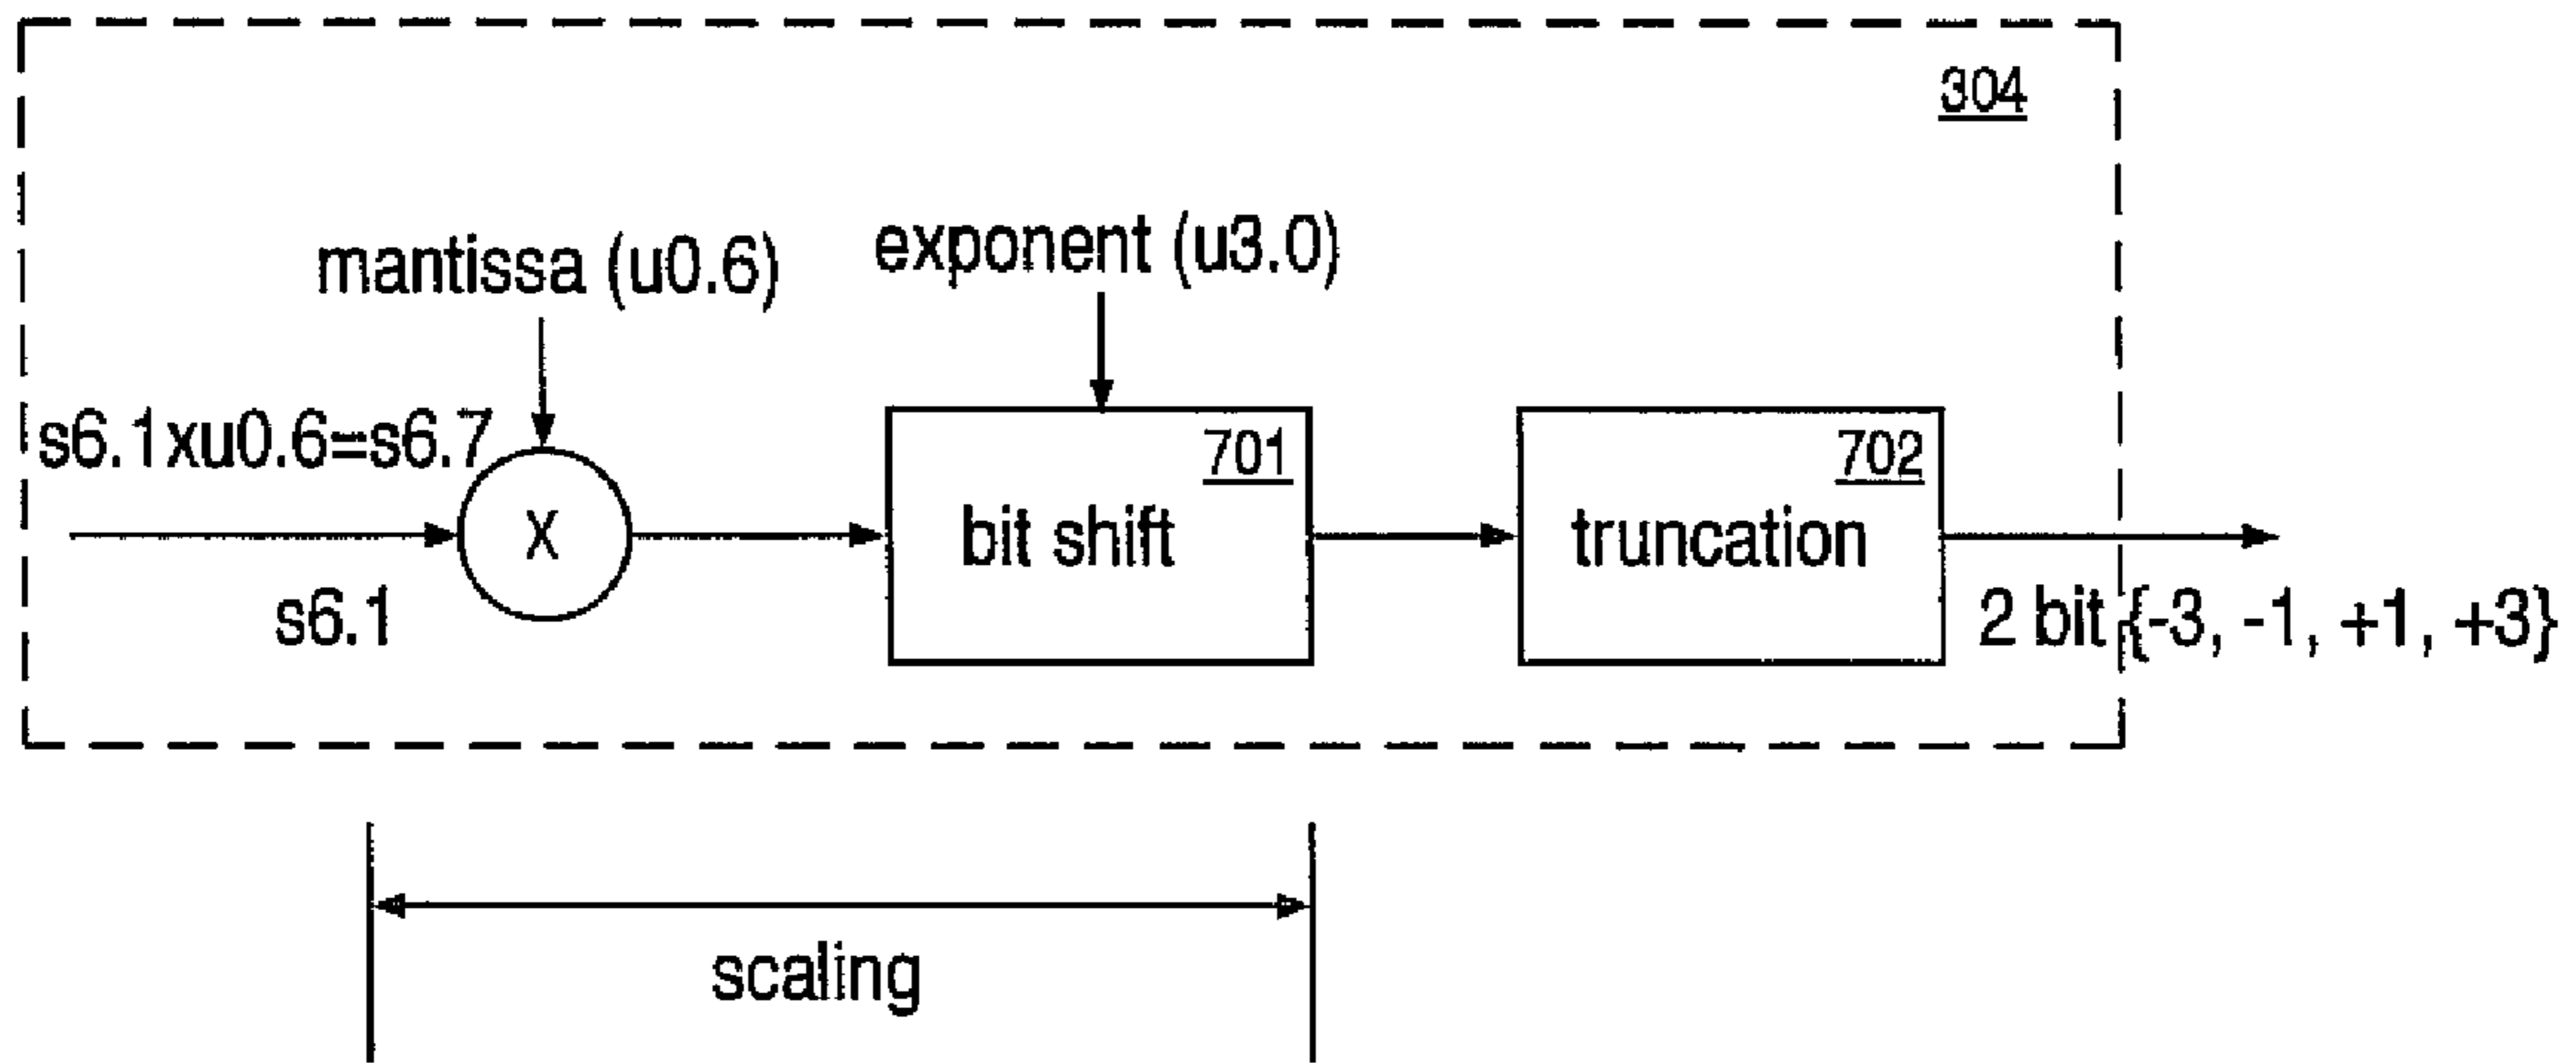 304
mantissa (u0.6)
exponent (u3.0)
s6.1xu0.6=s6.7
701
702
X
bit shift
truncation
s6.1
2 bit {-3, -1, +1, +3}
scaling